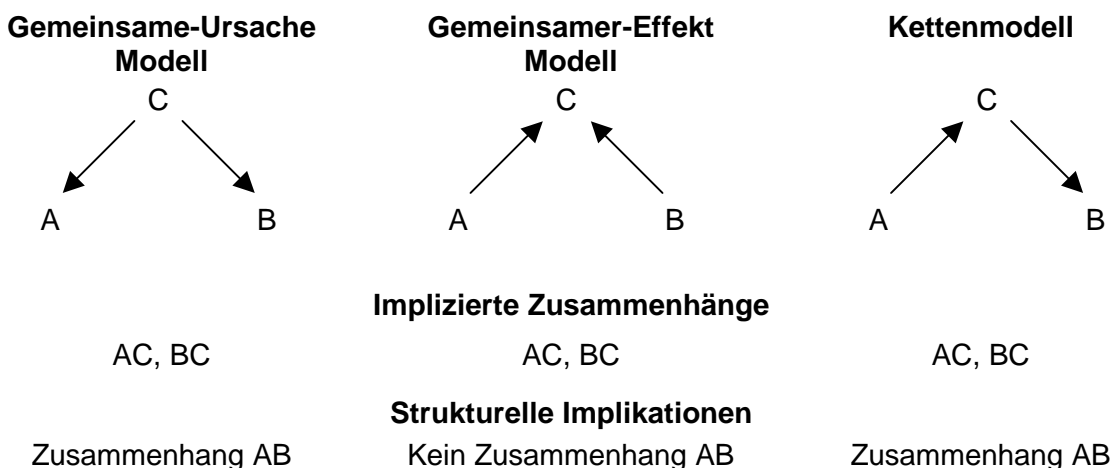 Gemeinsame-Ursache Modell
Gemeinsamer-Effekt Modell
Kettenmodell
C
C
C
A
B
A
B
A
B
Implizierte Zusammenhänge
AC, BC
AC, BC
AC, BC
Strukturelle Implikationen
Zusammenhang AB
Kein Zusammenhang AB
Zusammenhang AB